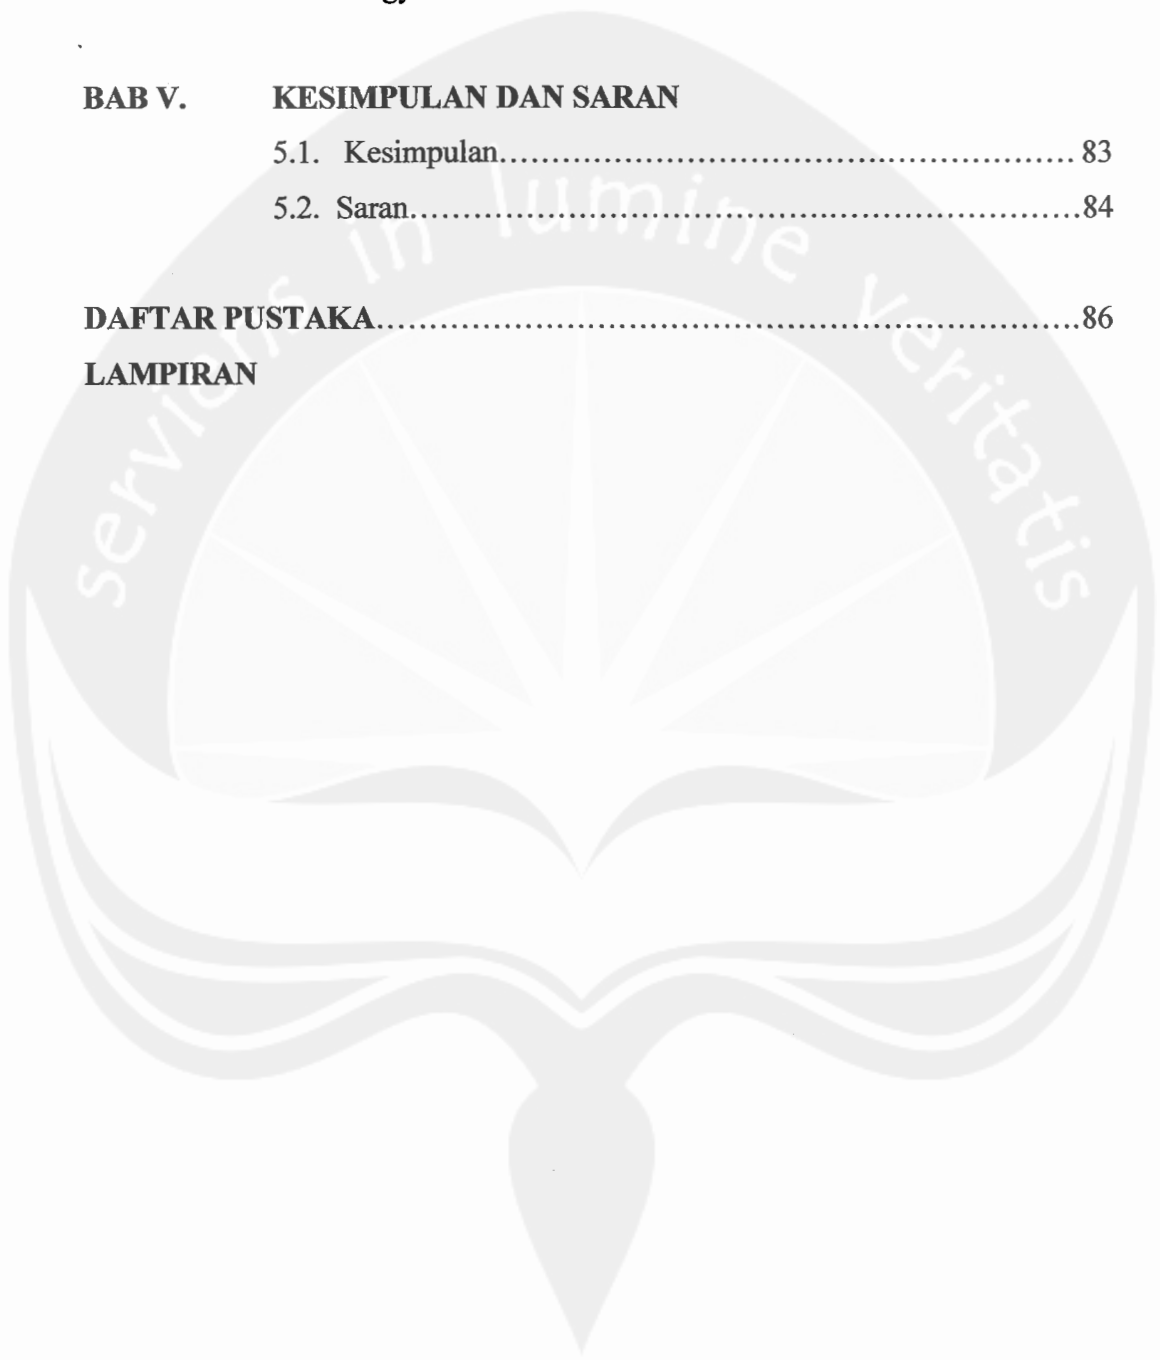 BAB V. KESIMPULAN DAN SARAN
5.1. Kesimpulan....................................................... 83
5.2. Saran................................................................84
DAFTAR PUSTAKA...................................................................86
LAMPIRAN
serviens in lumine veritatis